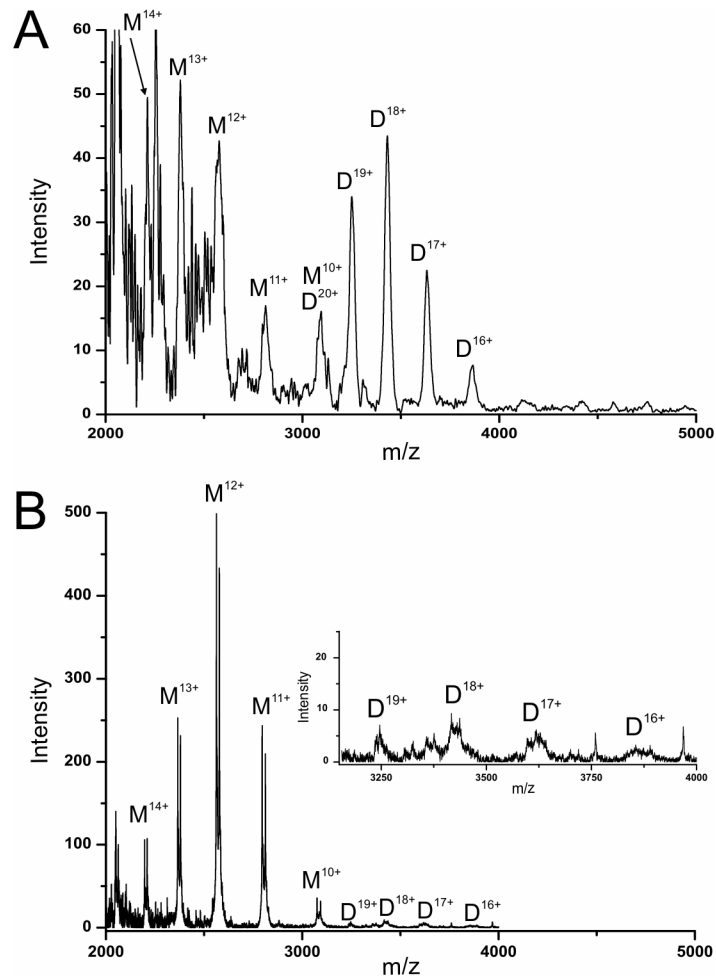 A
M14+
M13+
M12+
M11+
M10+
D20+
D19+
D18+
D17+
D16+
Intensity
60
50
40
30
20
10
0
2000
3000
4000
5000
m/z
B
M12+
M13+
M11+
M14+
M10+
D19+
D18+
D17+
D16+
Intensity
500
400
300
200
100
0
2000
3000
4000
5000
m/z
Intensity
20
10
0
D19+
D18+
D17+
D16+
3250
3500
3750
4000
m/z